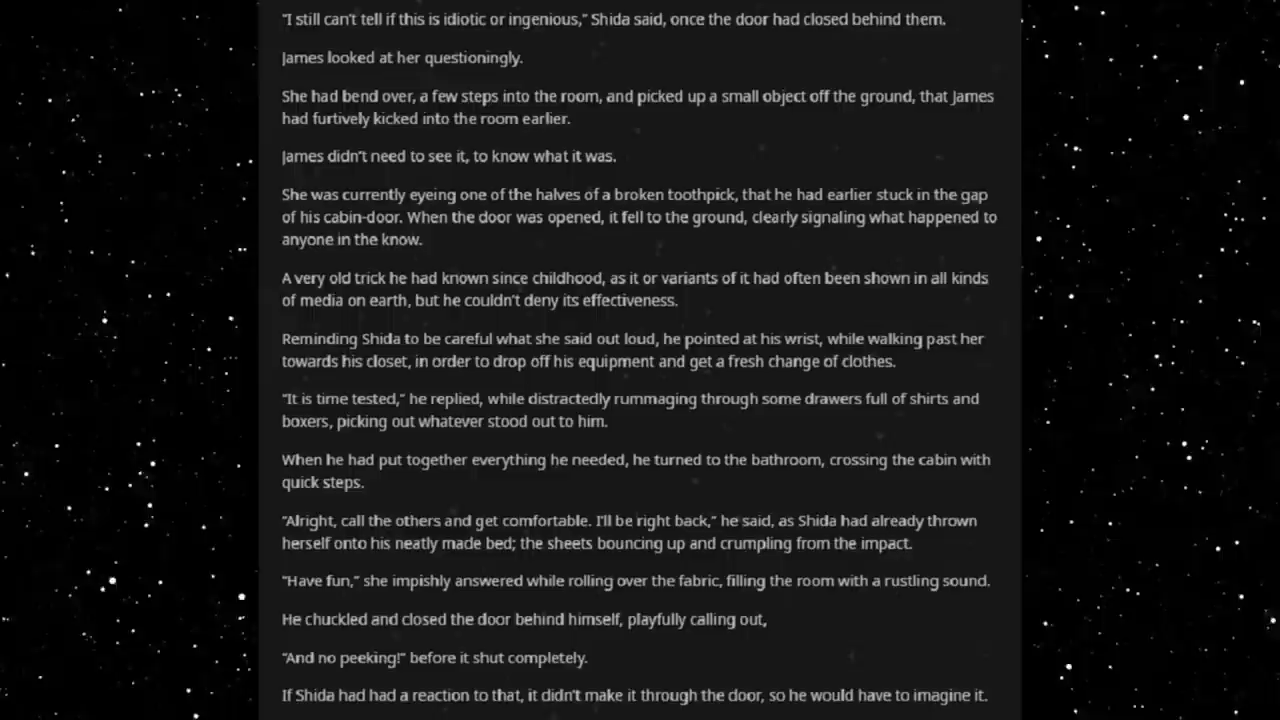 “I still can’t tell if this is idiotic or ingenious,” Shida said, once the door had closed behind them.
James looked at her questioningly.
She had bend over, a few steps into the room, and picked up a small object off the ground, that James
had furtively kicked into the room earlier.
James didn’t need to see it, to know what it was.
She was currently eyeing one of the halves of a broken toothpick, that he had earlier stuck in the gap
of his cabin-door. When the door was opened, it fell to the ground, clearly signaling what happened to
anyone in the know.
A very old trick he had known since childhood, as it or variants of it had often been shown in all kinds
of media on earth, but he couldn’t deny its effectiveness.
Reminding Shida to be careful what she said out loud, he pointed at his wrist, while walking past her
towards his closet, in order to drop off his equipment and get a fresh change of clothes.
“It is time tested,” he replied, while distractedly rummaging through some drawers full of shirts and
boxers, picking out whatever stood out to him.
When he had put together everything he needed, he turned to the bathroom, crossing the cabin with
quick steps.
“Alright, call the others and get comfortable. I’ll be right back,” he said, as Shida had already thrown
herself onto his neatly made bed; the sheets bouncing up and crumpling from the impact.
“Have fun,” she impishly answered while rolling over the fabric, filling the room with a rustling sound.
He chuckled and closed the door behind himself, playfully calling out,
“And no peeking!” before it shut completely.
If Shida had had a reaction to that, it didn’t make it through the door, so he would have to imagine it.